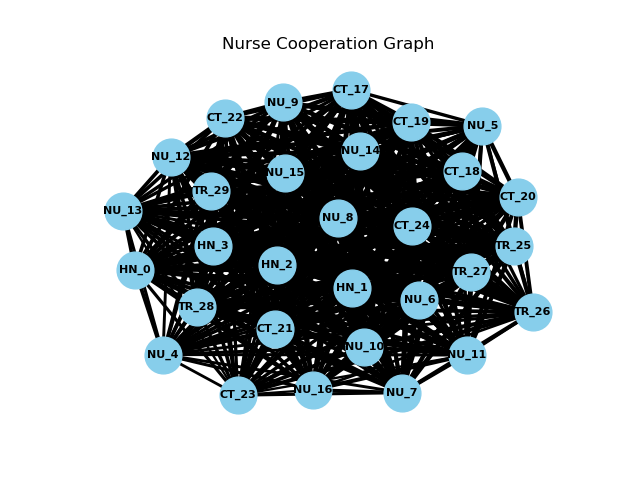 Nurse Cooperation Graph
CT_17
NU_9
CT_22
CT_19
NU_5
NU_14
NU_12
CT_18
NU_15
TR_29
CT_20
NU_13
NU_8
CT_24
HN_3
TR_25
HN_2
HN_0
TR_27
HN_1
NU_6
TR_28
TR_26
CT_21
NU_10
NU_4
NU_11
NU_16
NU_7
CT_23